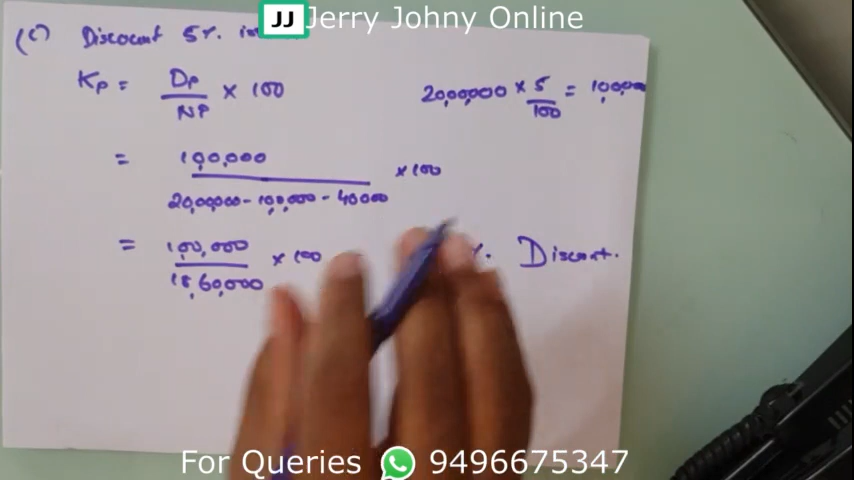 JJ Jerry Johny Online
(c) Discount 5%.
Kp = Dp / NP × 100
20,00,000 × 5/100 = 1,00,000
= 1,00,000 / 20,00,000 - 1,00,000 - 40000 × 100
= 1,00,000 / 18,60,000 × 100 %. Discount.
For Queries 9496675347